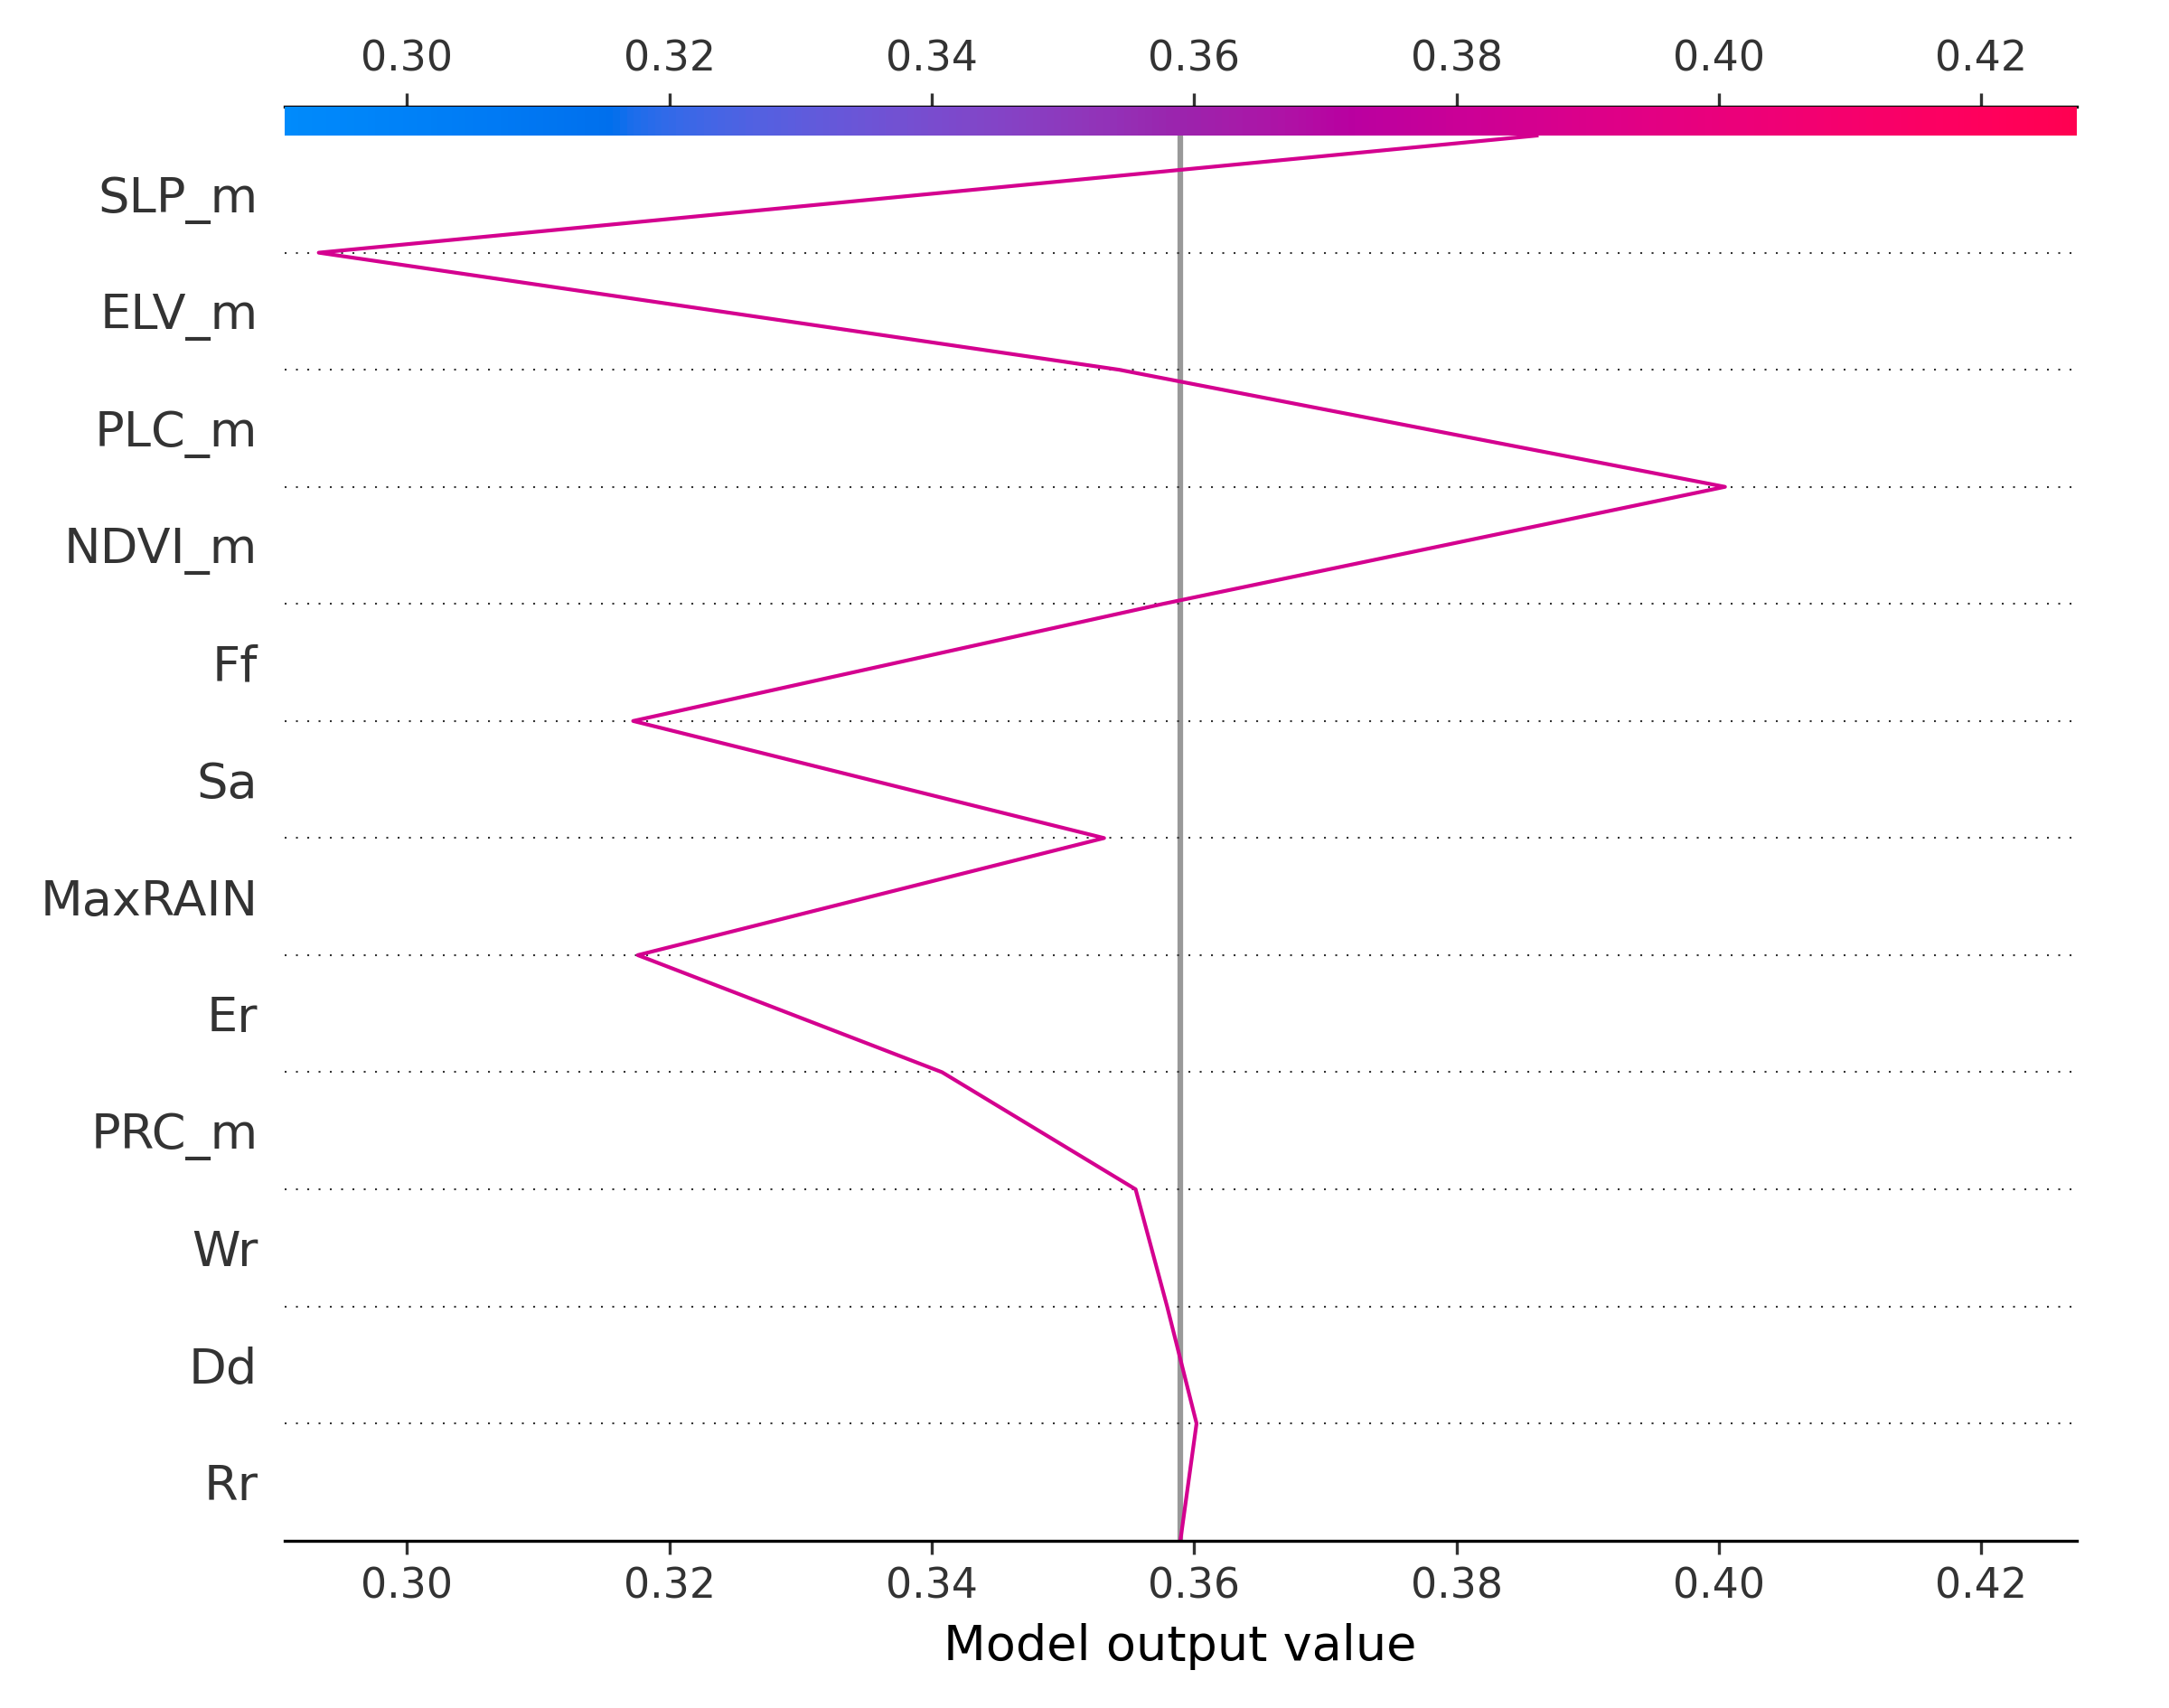 0.30 0.32 0.34 0.36 0.38 0.40 0.42
SLP_m
ELV_m
PLC_m
NDVI_m
Ff
Sa
MaxRAIN
Er
PRC_m
Wr
Dd
Rr
0.30 0.32 0.34 0.36 0.38 0.40 0.42
Model output value